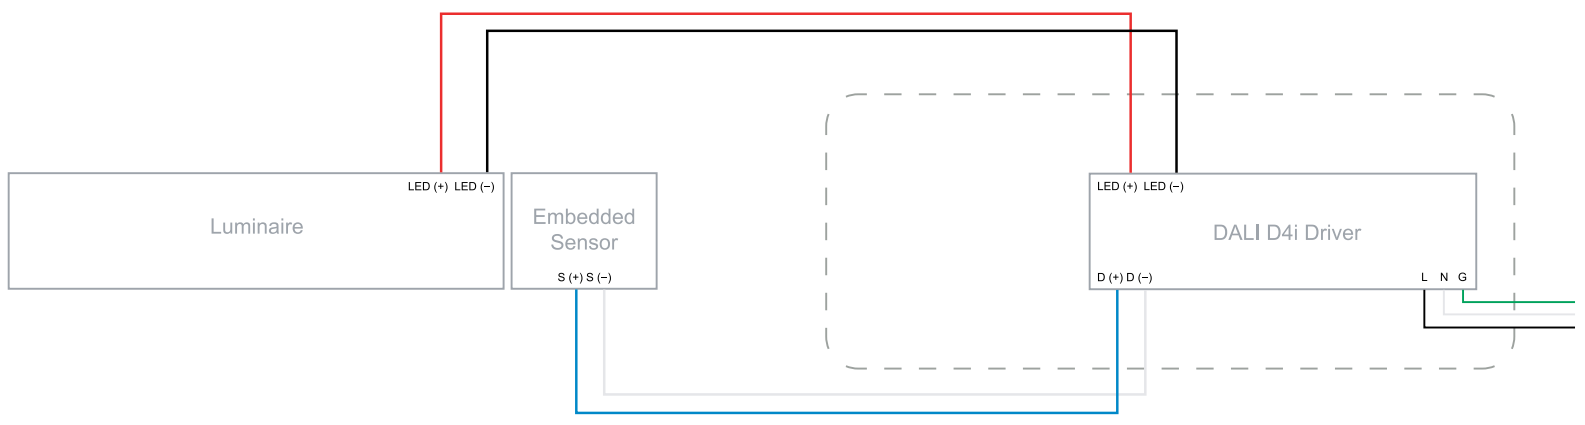 LED (+) LED (−)
Luminaire
Embedded
Sensor
S (+) S (−)
LED (+) LED (−)
DALI D4i Driver
D (+) D (−)
L N G